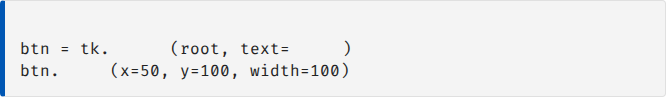 btn = tk.      (root, text=     )
btn.     (x=50, y=100, width=100)